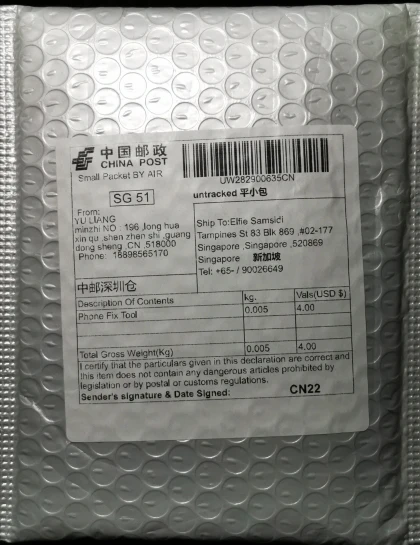 中国邮政
CHINA POST
Small Packet BY AIR
UW282900635CN
SG 51
untracked 平小包
From:
YU LIANG
minzhi NO . 196 ,long hua
xin qu ,shen zhen shi ,guang
dong sheng ,CN ,518000
Phone: 18898565170
Ship To:Elfie Samsidi
Tampines St 83 Blk 869 ,#02-177
Singapore ,Singapore ,520869
Singapore 新加坡
Tel: +65- / 90026649
中邮深圳仓
Description Of Contents kg. Vals(USD $)
Phone Fix Tool 0.005 4.00
Total Gross Weight(Kg) 0.005 4.00
I certify that the particulars given in this declaration are correct and
this item does not contain any dangerous articles prohibited by
legislation or by postal or customs regulations.
Sender's signature & Date Signed: CN22